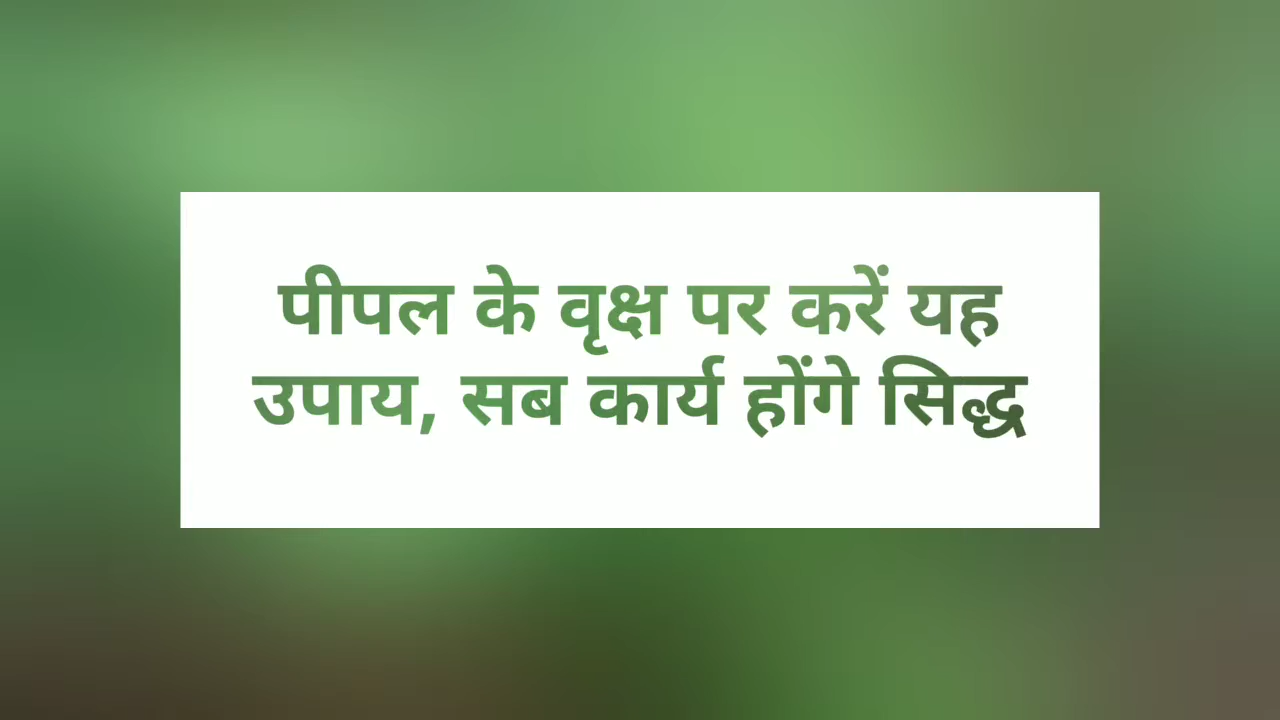 पीपल के वृक्ष पर करें यह
उपाय, सब कार्य होंगे सिद्ध